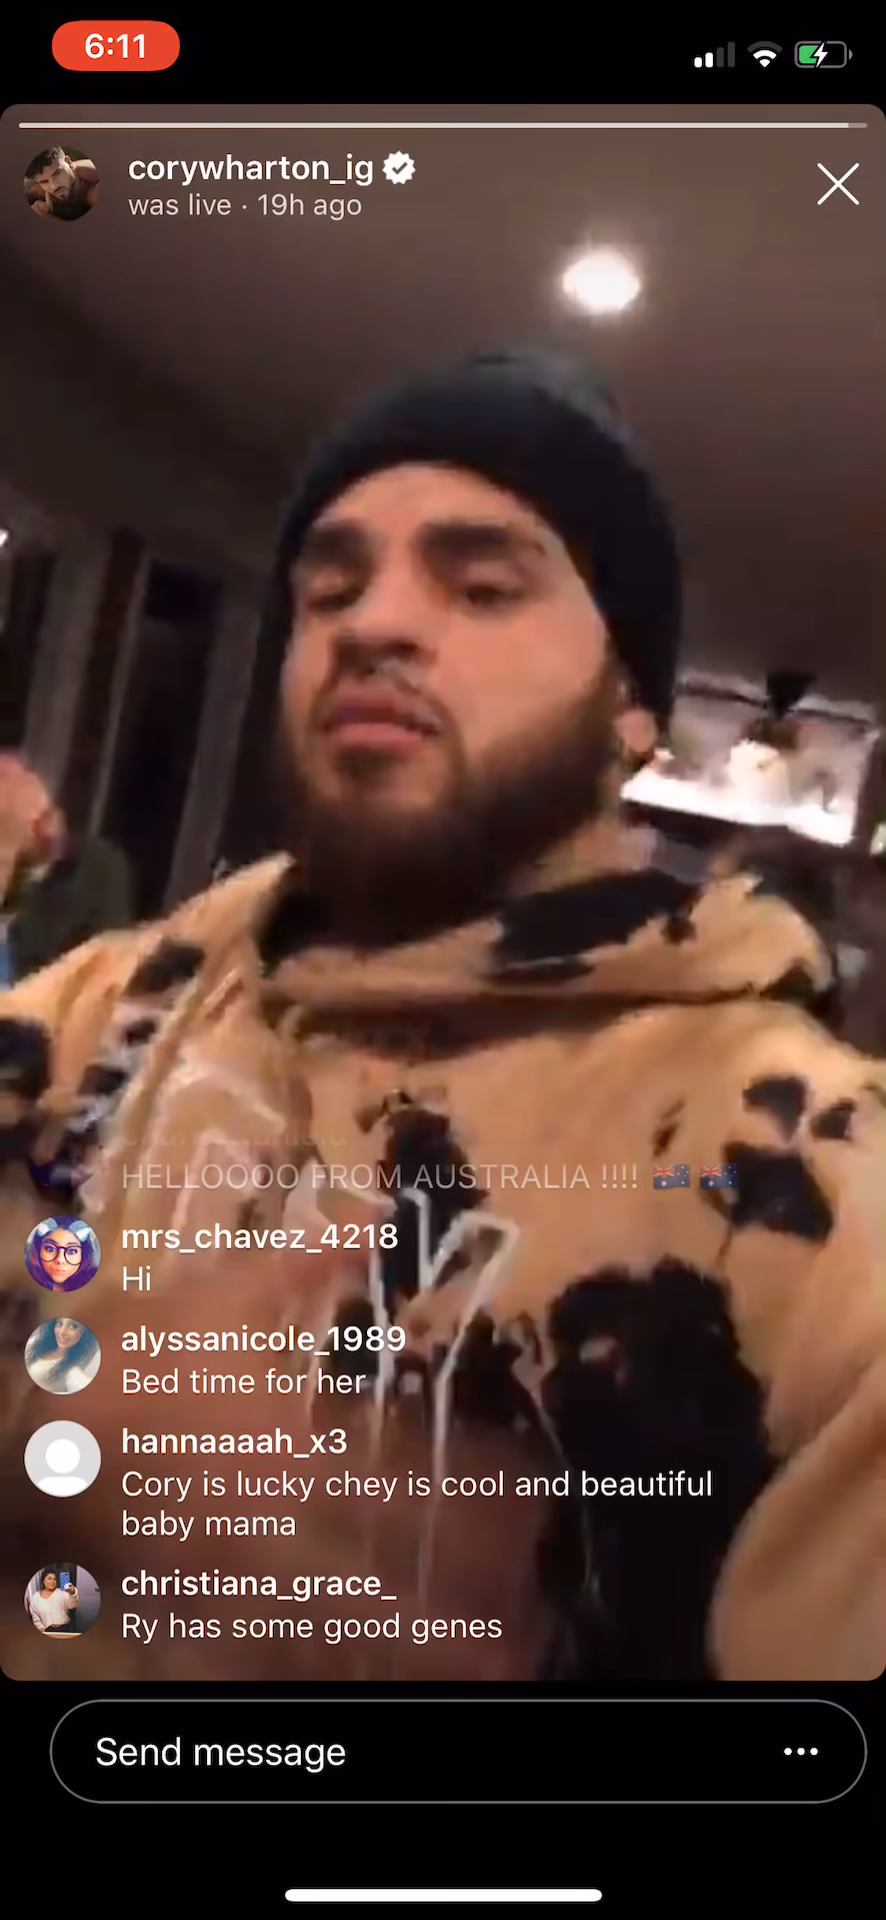 6:11
corywharton_ig
was live · 19h ago
HELLOOOO FROM AUSTRALIA !!!! 🇦🇺 🇦🇺
mrs_chavez_4218
Hi
alyssanicole_1989
Bed time for her
hannaaaah_x3
Cory is lucky chey is cool and beautiful
baby mama
christiana_grace_
Ry has some good genes
Send message